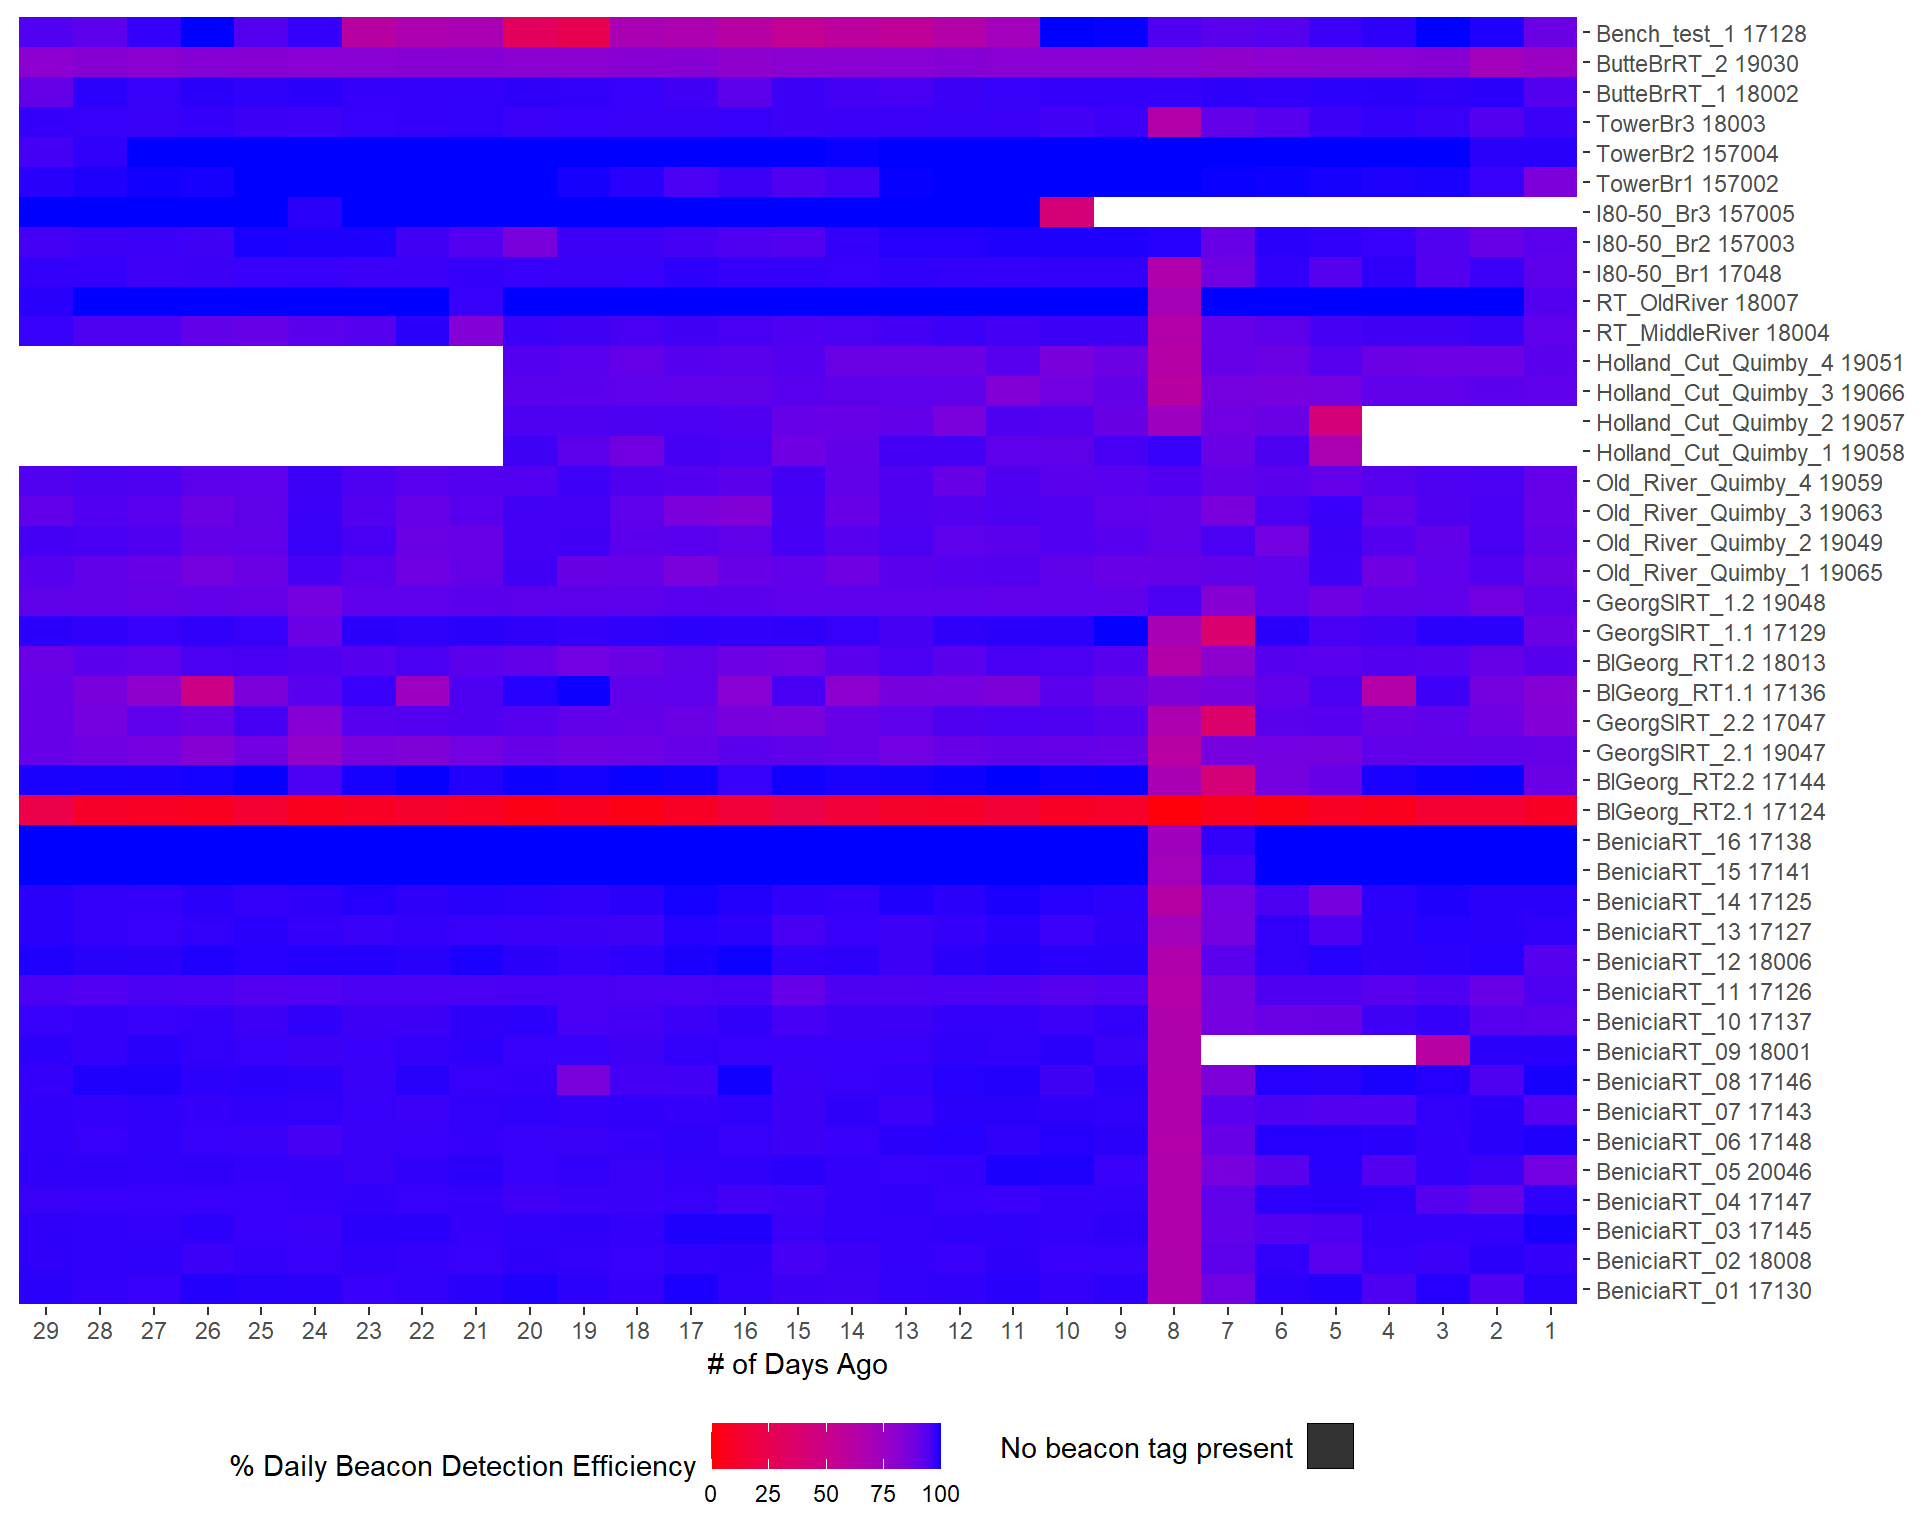 Bench_test_1 17128
ButteBrRT_2 19030
ButteBrRT_1 18002
TowerBr3 18003
TowerBr2 157004
TowerBr1 157002
I80-50_Br3 157005
I80-50_Br2 157003
I80-50_Br1 17048
RT_OldRiver 18007
RT_MiddleRiver 18004
Holland_Cut_Quimby_4 19051
Holland_Cut_Quimby_3 19066
Holland_Cut_Quimby_2 19057
Holland_Cut_Quimby_1 19058
Old_River_Quimby_4 19059
Old_River_Quimby_3 19063
Old_River_Quimby_2 19049
Old_River_Quimby_1 19065
GeorgSlRT_1.2 19048
GeorgSlRT_1.1 17129
BlGeorg_RT1.2 18013
BlGeorg_RT1.1 17136
GeorgSlRT_2.2 17047
GeorgSlRT_2.1 19047
BlGeorg_RT2.2 17144
BlGeorg_RT2.1 17124
BeniciaRT_16 17138
BeniciaRT_15 17141
BeniciaRT_14 17125
BeniciaRT_13 17127
BeniciaRT_12 18006
BeniciaRT_11 17126
BeniciaRT_10 17137
BeniciaRT_09 18001
BeniciaRT_08 17146
BeniciaRT_07 17143
BeniciaRT_06 17148
BeniciaRT_05 20046
BeniciaRT_04 17147
BeniciaRT_03 17145
BeniciaRT_02 18008
BeniciaRT_01 17130
29 28 27 26 25 24 23 22 21 20 19 18 17 16 15 14 13 12 11 10 9 8 7 6 5 4 3 2 1
# of Days Ago
% Daily Beacon Detection Efficiency
0 25 50 75 100
No beacon tag present